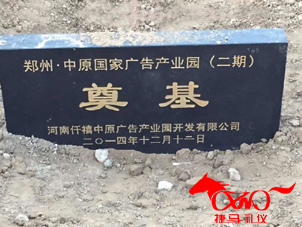 郑州·中原国家广告产业园（二期）
奠基
河南仟禧中原广告产业园开发有限公司
二〇一四年十二月十二日
捷马礼仪